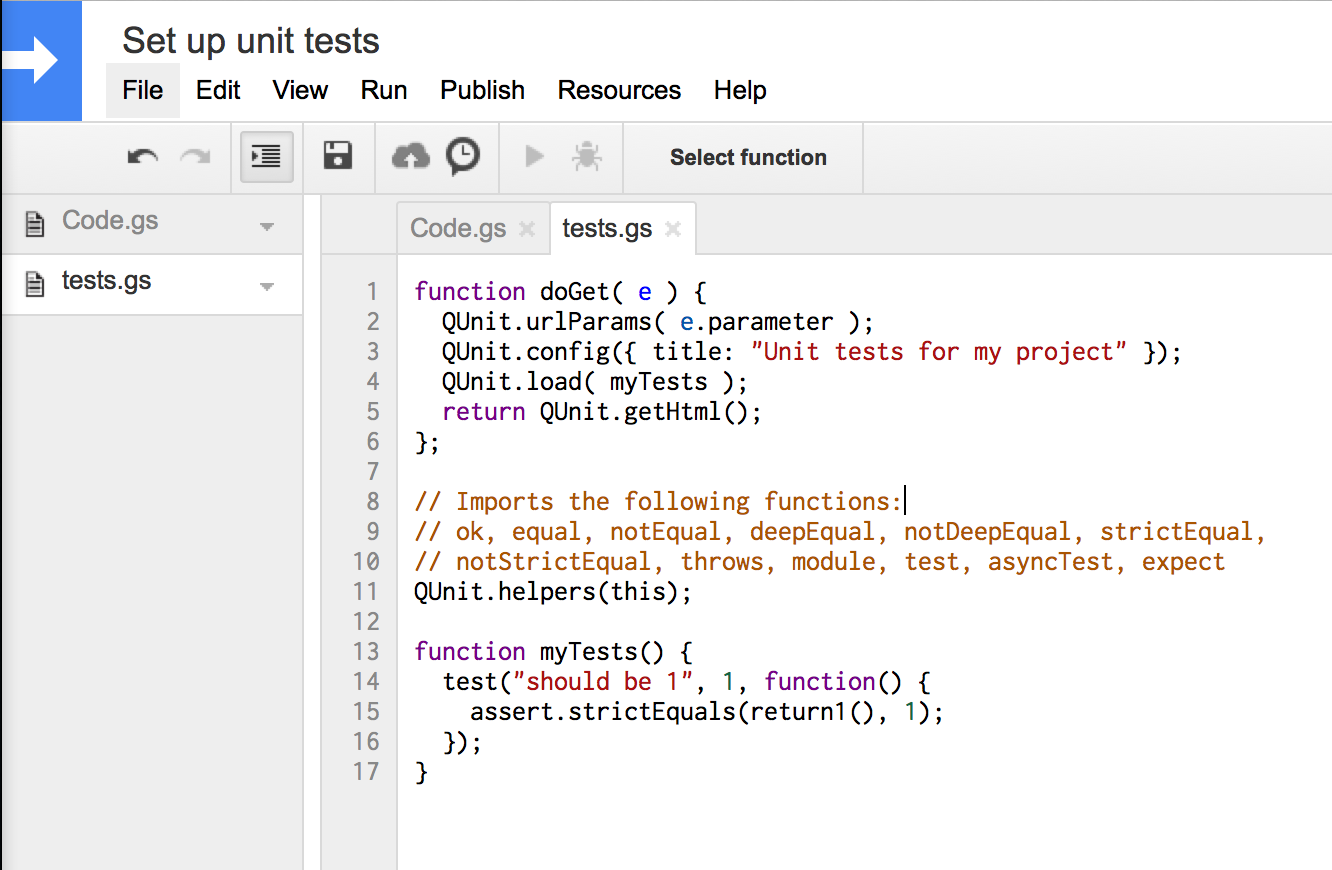 Set up unit tests
File Edit View Run Publish Resources Help
Select function
Code.gs
tests.gs
Code.gs tests.gs
1 function doGet( e ) {
2   QUnit.urlParams( e.parameter );
3   QUnit.config({ title: "Unit tests for my project" });
4   QUnit.load( myTests );
5   return QUnit.getHtml();
6 };
7
8 // Imports the following functions:
9 // ok, equal, notEqual, deepEqual, notDeepEqual, strictEqual,
10 // notStrictEqual, throws, module, test, asyncTest, expect
11 QUnit.helpers(this);
12
13 function myTests() {
14   test("should be 1", 1, function() {
15     assert.strictEquals(return1(), 1);
16   });
17 }